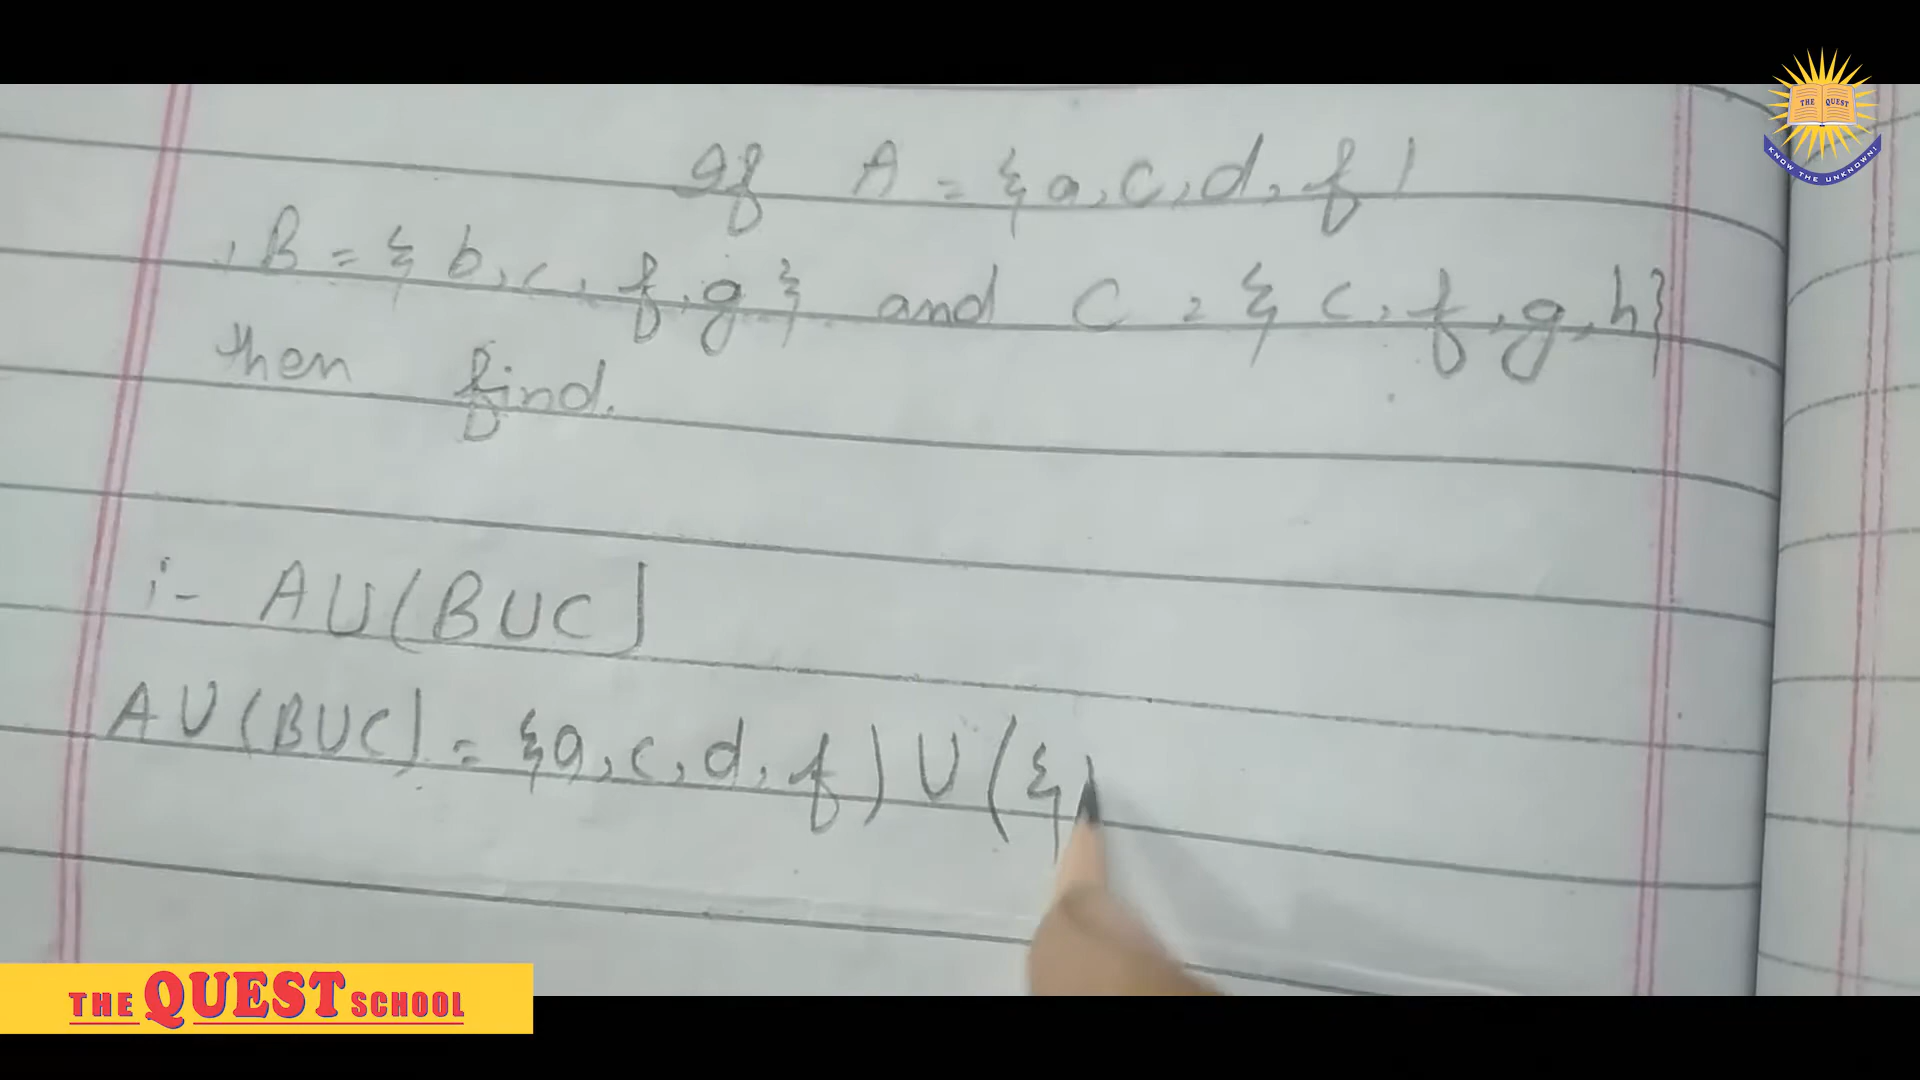 If A = {a, c, d, f)
, B = { b, c, f, g } and C = { c, f, g, h}
then find.
i- AU(BUC)
AU(BUC) = {a, c, d, f ) U ({
THE QUEST
KNOW THE UNKNOWN!
THE QUEST SCHOOL